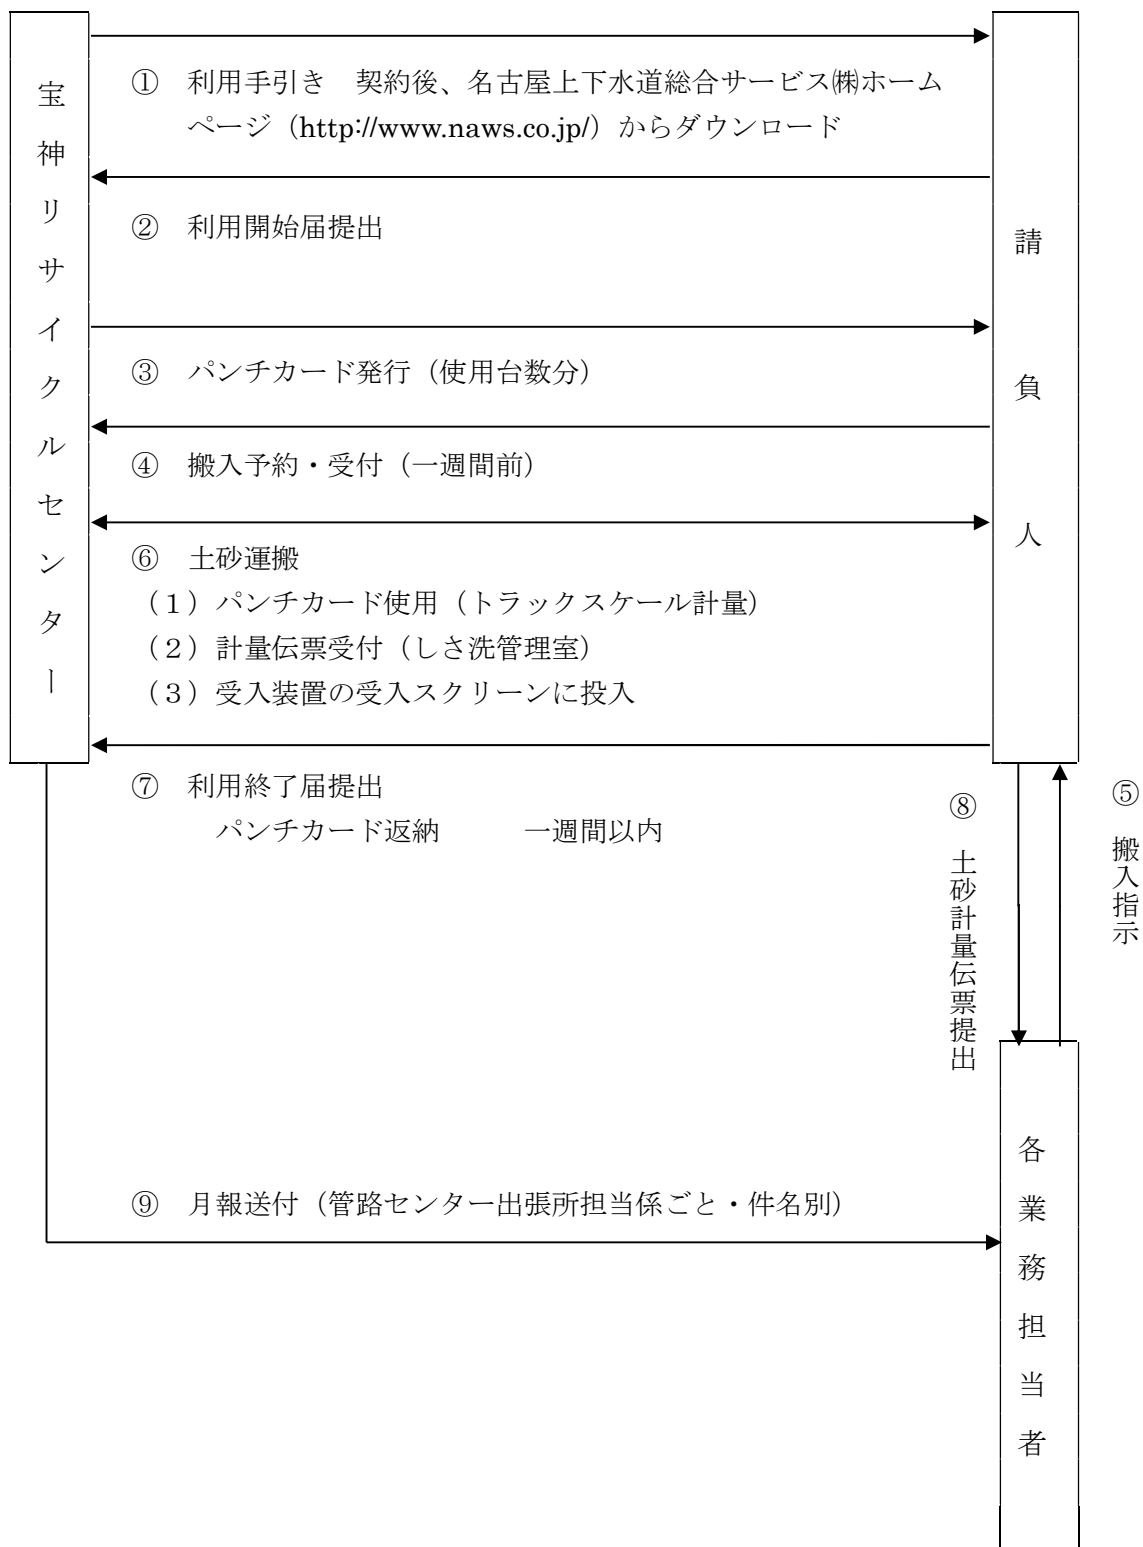 宝神リサイクルセンター
① 利用手引き 契約後、名古屋上下水道総合サービス㈱ホーム
ページ（http://www.naws.co.jp/）からダウンロード
② 利用開始届提出
③ パンチカード発行（使用台数分）
④ 搬入予約・受付（一週間前）
⑥ 土砂運搬
（１）パンチカード使用（トラックスケール計量）
（２）計量伝票受付（しさ洗管理室）
（３）受入装置の受入スクリーンに投入
⑦ 利用終了届提出
パンチカード返納 一週間以内
請負人
⑤ 搬入指示
⑧ 土砂計量伝票提出
⑨ 月報送付（管路センター出張所担当係ごと・件名別）
各業務担当者